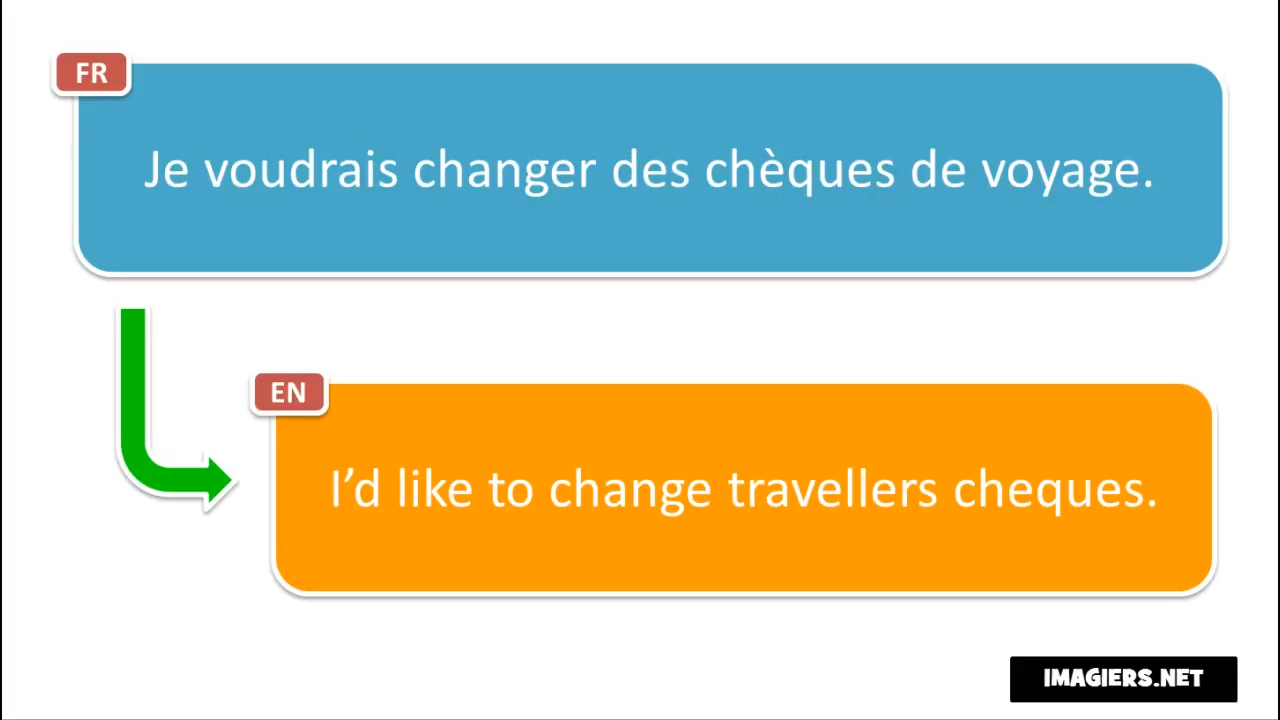 FR
Je voudrais changer des chèques de voyage.
EN
I’d like to change travellers cheques.
IMAGIERS.NET